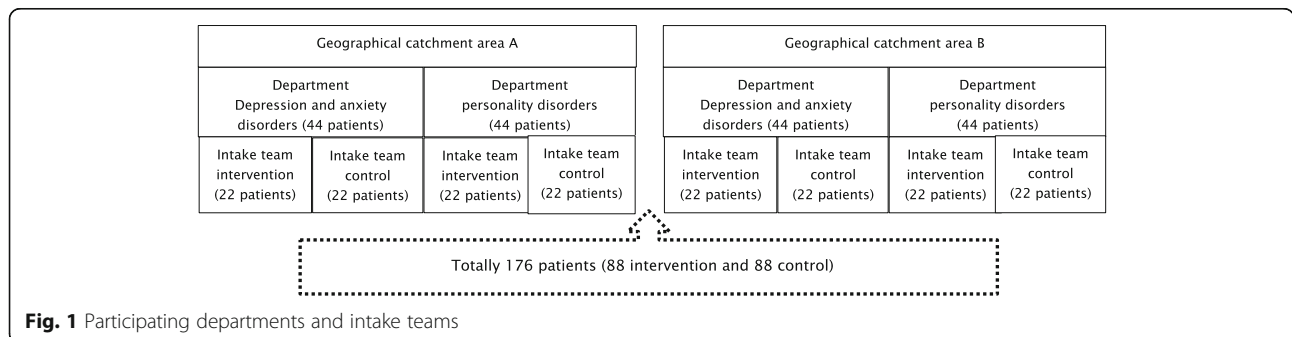 Geographical catchment area A
Geographical catchment area B
Department
Depression and anxiety
disorders (44 patients)
Department
personality disorders
(44 patients)
Department
Depression and anxiety
disorders (44 patients)
Department
personality disorders
(44 patients)
Intake team
intervention
(22 patients)
Intake team
control
(22 patients)
Intake team
intervention
(22 patients)
Intake team
control
(22 patients)
Intake team
intervention
(22 patients)
Intake team
control
(22 patients)
Intake team
intervention
(22 patients)
Intake team
control
(22 patients)
Totally 176 patients (88 intervention and 88 control)
Fig. 1 Participating departments and intake teams